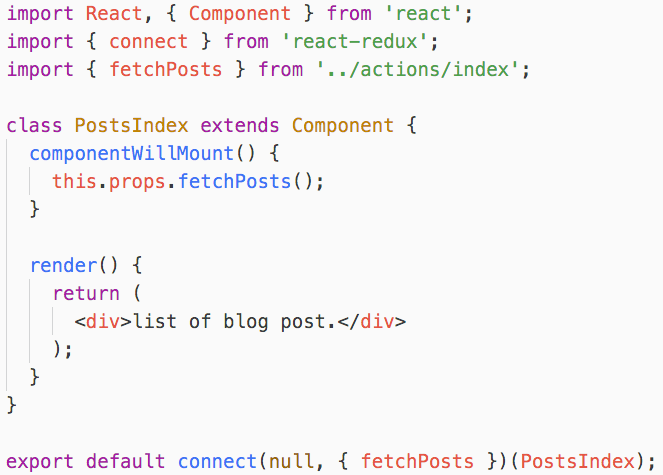 import React, { Component } from 'react';
import { connect } from 'react-redux';
import { fetchPosts } from '../actions/index';

class PostsIndex extends Component {
  componentWillMount() {
    this.props.fetchPosts();
  }

  render() {
    return (
      <div>list of blog post.</div>
    );
  }
}

export default connect(null, { fetchPosts })(PostsIndex);